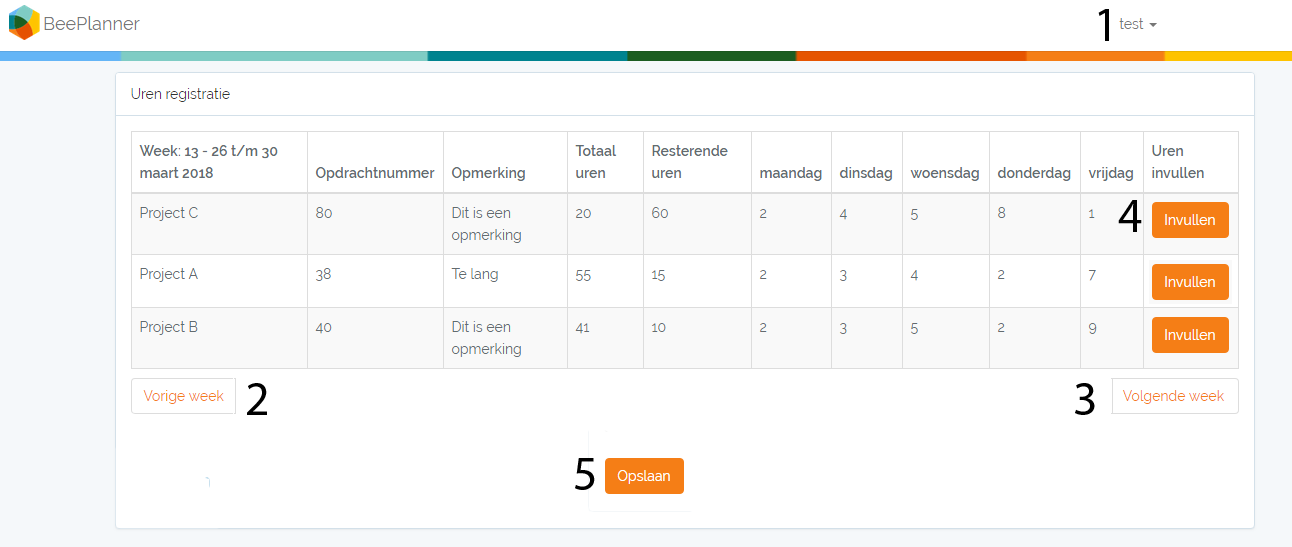 BeePlanner
1 test
Uren registratie
Week: 13 - 26 t/m 30 maart 2018 Opdrachtnummer Opmerking Totaal uren Resterende uren maandag dinsdag woensdag donderdag vrijdag Uren invullen
Project C 80 Dit is een opmerking 20 60 2 4 5 8 1 4 Invullen
Project A 38 Te lang 55 15 2 3 4 2 7 Invullen
Project B 40 Dit is een opmerking 41 10 2 3 5 2 9 Invullen
Vorige week 2 3 Volgende week
5 Opslaan